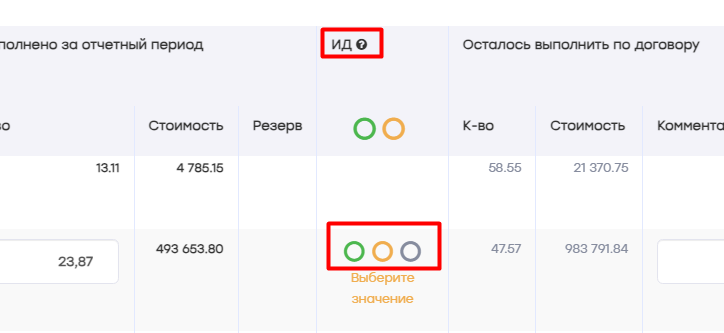 полнено за отчетный период
ИД ?
Осталось выполнить по договору
во
Стоимость
Резерв
К-во
Стоимость
Коммента
13.11
4 785.15
58.55
21 370.75
23,87
493 653.80
47.57
983 791.84
Выберите
значение